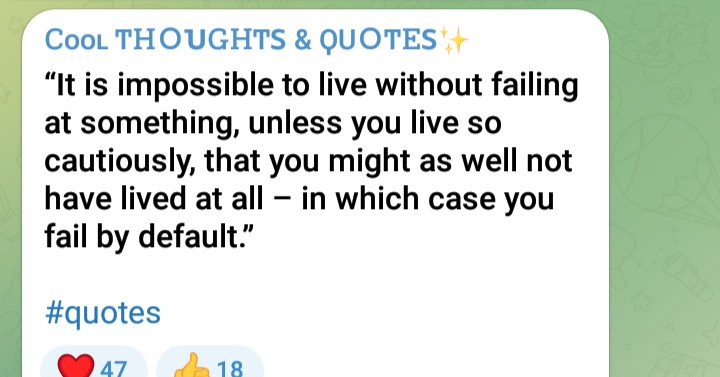 Cool THOUGHTS & QUOTES✨
“It is impossible to live without failing
at something, unless you live so
cautiously, that you might as well not
have lived at all – in which case you
fail by default.”
#quotes
❤️ 47 👍 18